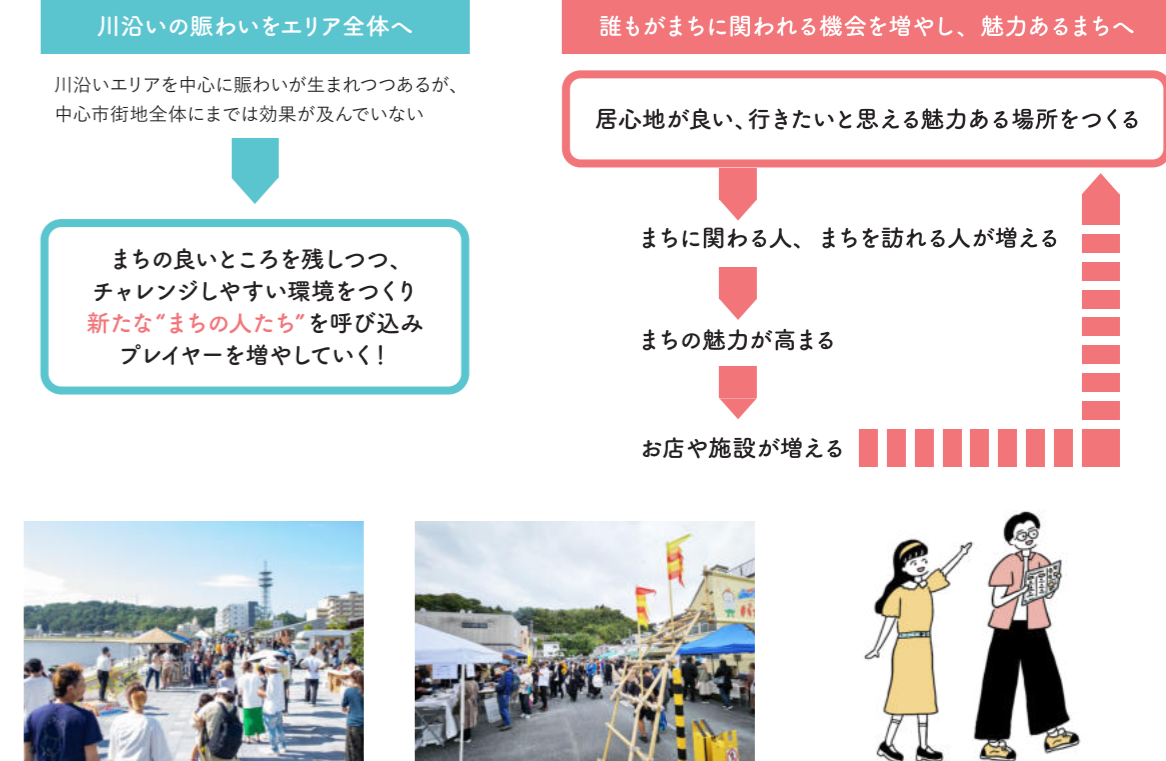 川沿いの賑わいをエリア全体へ
川沿いエリアを中心に賑わいが生まれつつあるが、
中心市街地全体にまでは効果が及んでいない
まちの良いところを残しつつ、
チャレンジしやすい環境をつくり
新たな“まちの人たち”を呼び込み
プレイヤーを増やしていく!
誰もがまちに関われる機会を増やし、魅力あるまちへ
居心地が良い、行きたいと思える魅力ある場所をつくる
まちに関わる人、まちを訪れる人が増える
まちの魅力が高まる
お店や施設が増える